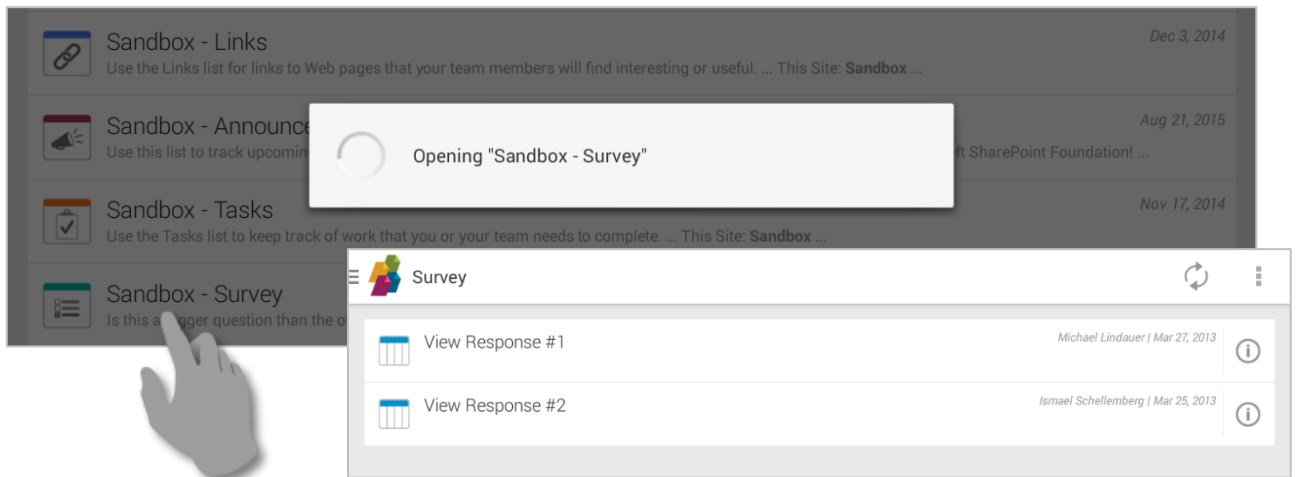 Sandbox - Links
Dec 3, 2014
Use the Links list for links to Web pages that your team members will find interesting or useful. ... This Site: Sandbox ...
Sandbox - Announce
Aug 21, 2015
Use this list to track upcomin
ft SharePoint Foundation! ...
Opening "Sandbox - Survey"
Sandbox - Tasks
Nov 17, 2014
Use the Tasks list to keep track of work that you or your team needs to complete. ... This Site: Sandbox ...
Sandbox - Survey
Is this a gger question than the o
Survey
View Response #1
Michael Lindauer | Mar 27, 2013
View Response #2
Ismael Schellemberg | Mar 25, 2013